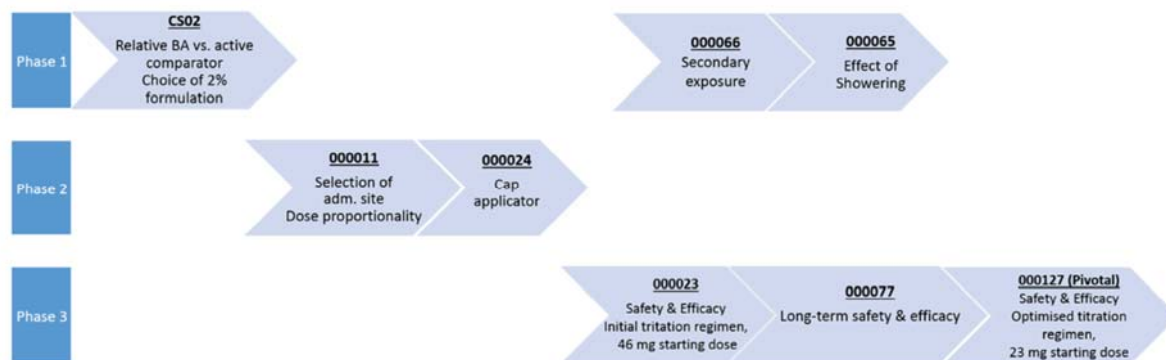 Phase 1
CS02
Relative BA vs. active
comparator
Choice of 2%
formulation
000066
Secondary
exposure
000065
Effect of
Showering
Phase 2
000011
Selection of
adm. site
Dose proportionality
000024
Cap
applicator
Phase 3
000023
Safety & Efficacy
Initial tritation regimen,
46 mg starting dose
000077
Long-term safety & efficacy
000127 (Pivotal)
Safety & Efficacy
Optimised titration
regimen,
23 mg starting dose